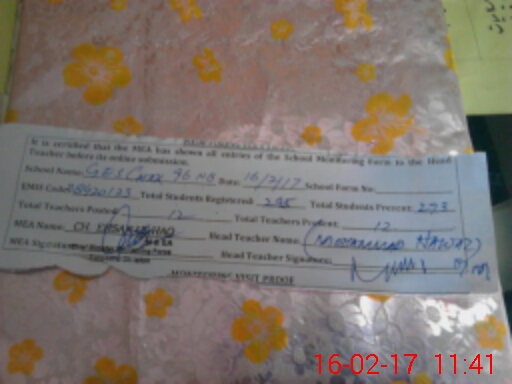 It is certified that the MEA has shown all entries of the School Monitoring Form to the Head
Teacher before its online submission.
School Name: GES Chak 96 NB Date: 16/2/17 School Form No.
EMIS Code: Total Students Registered: Total Students Present: 273
Total Teachers Posted: 12 Total Teachers Present: 12
MEA Name: CH. Head Teacher Name: (Mohammad Nawaz)
MEA Signature: Head Teacher Signature:
MONITORING VISIT PROOF
16-02-17 11:41